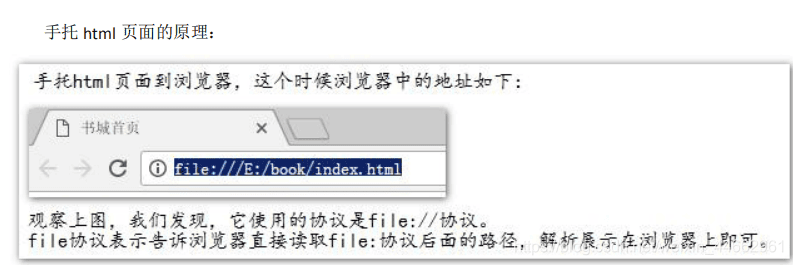 手托 html 页面的原理：
手托html页面到浏览器，这个时候浏览器中的地址如下：
书城首页
file:///E:/book/index.html
观察上图，我们发现，它使用的协议是file://协议。
file协议表示告诉浏览器直接读取file:协议后面的路径，解析展示在浏览器上即可。